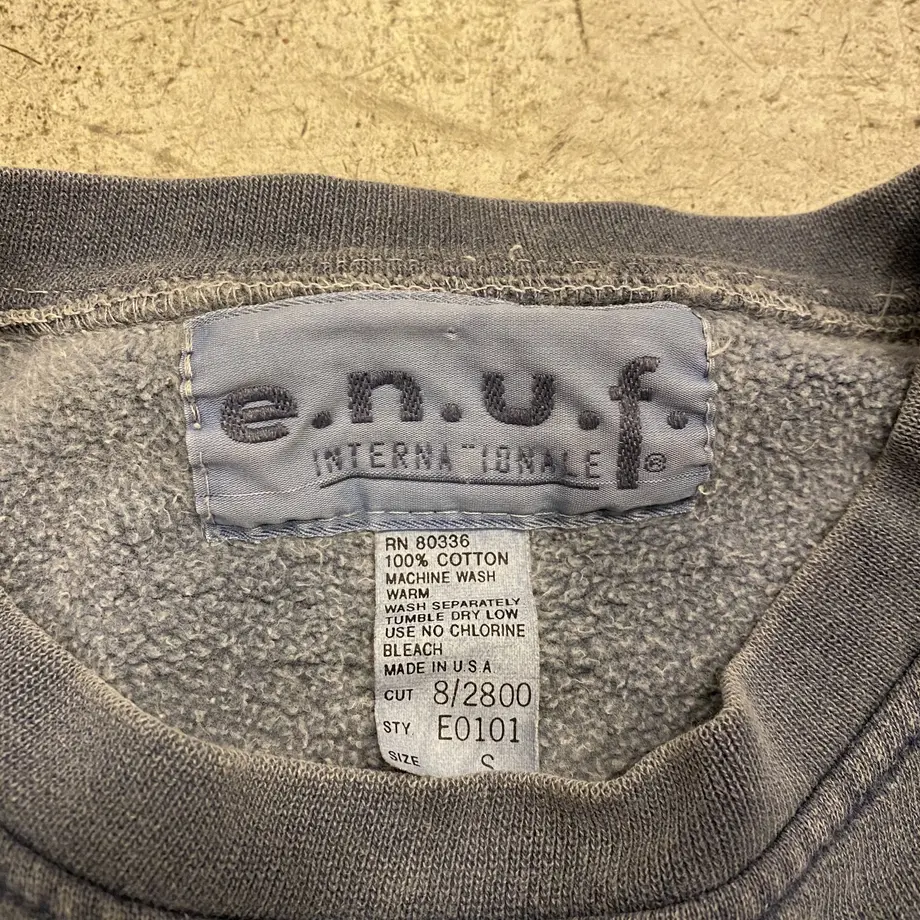 e.n.u.f.
INTERNATIONALE ®
RN 80336
100% COTTON
MACHINE WASH
WARM
WASH SEPARATELY
TUMBLE DRY LOW
USE NO CHLORINE
BLEACH
MADE IN U.S.A
CUT 8/2800
STY E0101
SIZE S